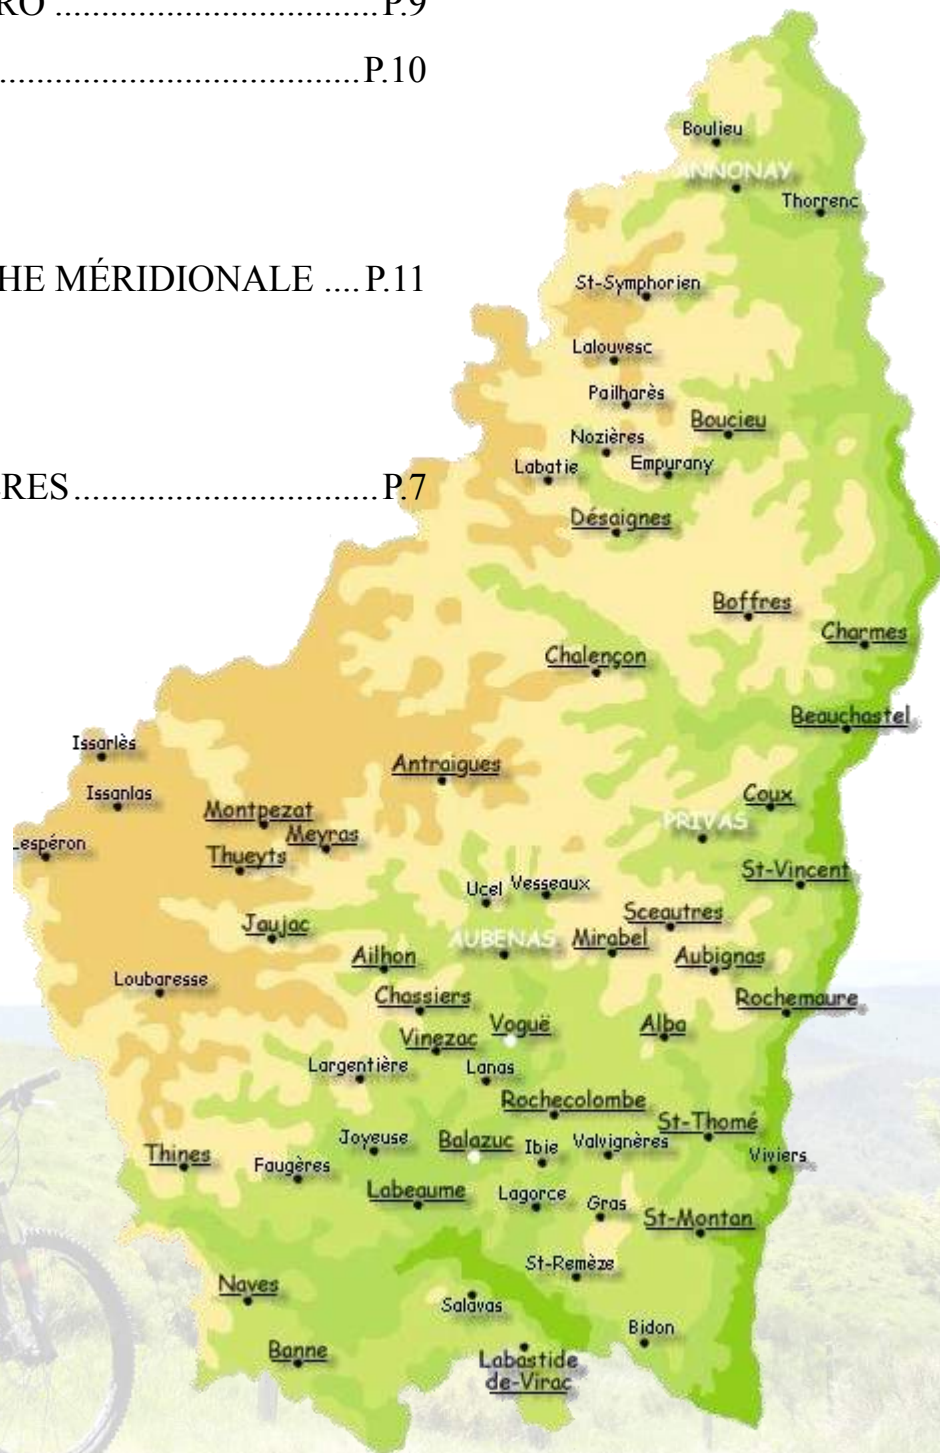 RO ................................... P.9
....................................... P.10
HE MÉRIDIONALE .... P.11
RES ................................. P.7
Boulieu
ANNONAY
Thorrenc
St-Symphorien
Lalouvesc
Pailharès
Boucieu
Nozières
Labatie
Empurany
Désaignes
Boffres
Charmes
Chalençon
Beauchastel
Issarlès
Antraigues
Issanlas
Coux
Montpezat
PRIVAS
Meyras
Lespéron
Thueyts
St-Vincent
Ucel
Vesseaux
Sceautres
Jaujac
AUBENAS
Mirabel
Ailhon
Aubignas
Loubaresse
Chassiers
Rochemaure
Voguë
Alba
Vinezac
Largentière
Lanas
Rochecolombe
St-Thomé
Joyeuse
Balazuc
Ibie
Valvignères
Thines
Faugères
Viviers
Labeaume
Lagorce
Gras
St-Montan
St-Remèze
Naves
Salavas
Bidon
Banne
Labastide
de-Virac